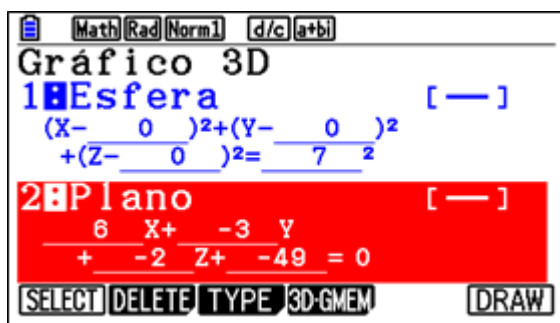 Math Rad Norm1 d/c a+bi
Gráfico 3D
1:Esfera [—]
(X- 0 )²+(Y- 0 )²
+(Z- 0 )²= 7 ²
2:Plano [—]
6 X+ -3 Y
+ -2 Z+ -49 = 0
SELECT DELETE TYPE 3D·GMEM DRAW